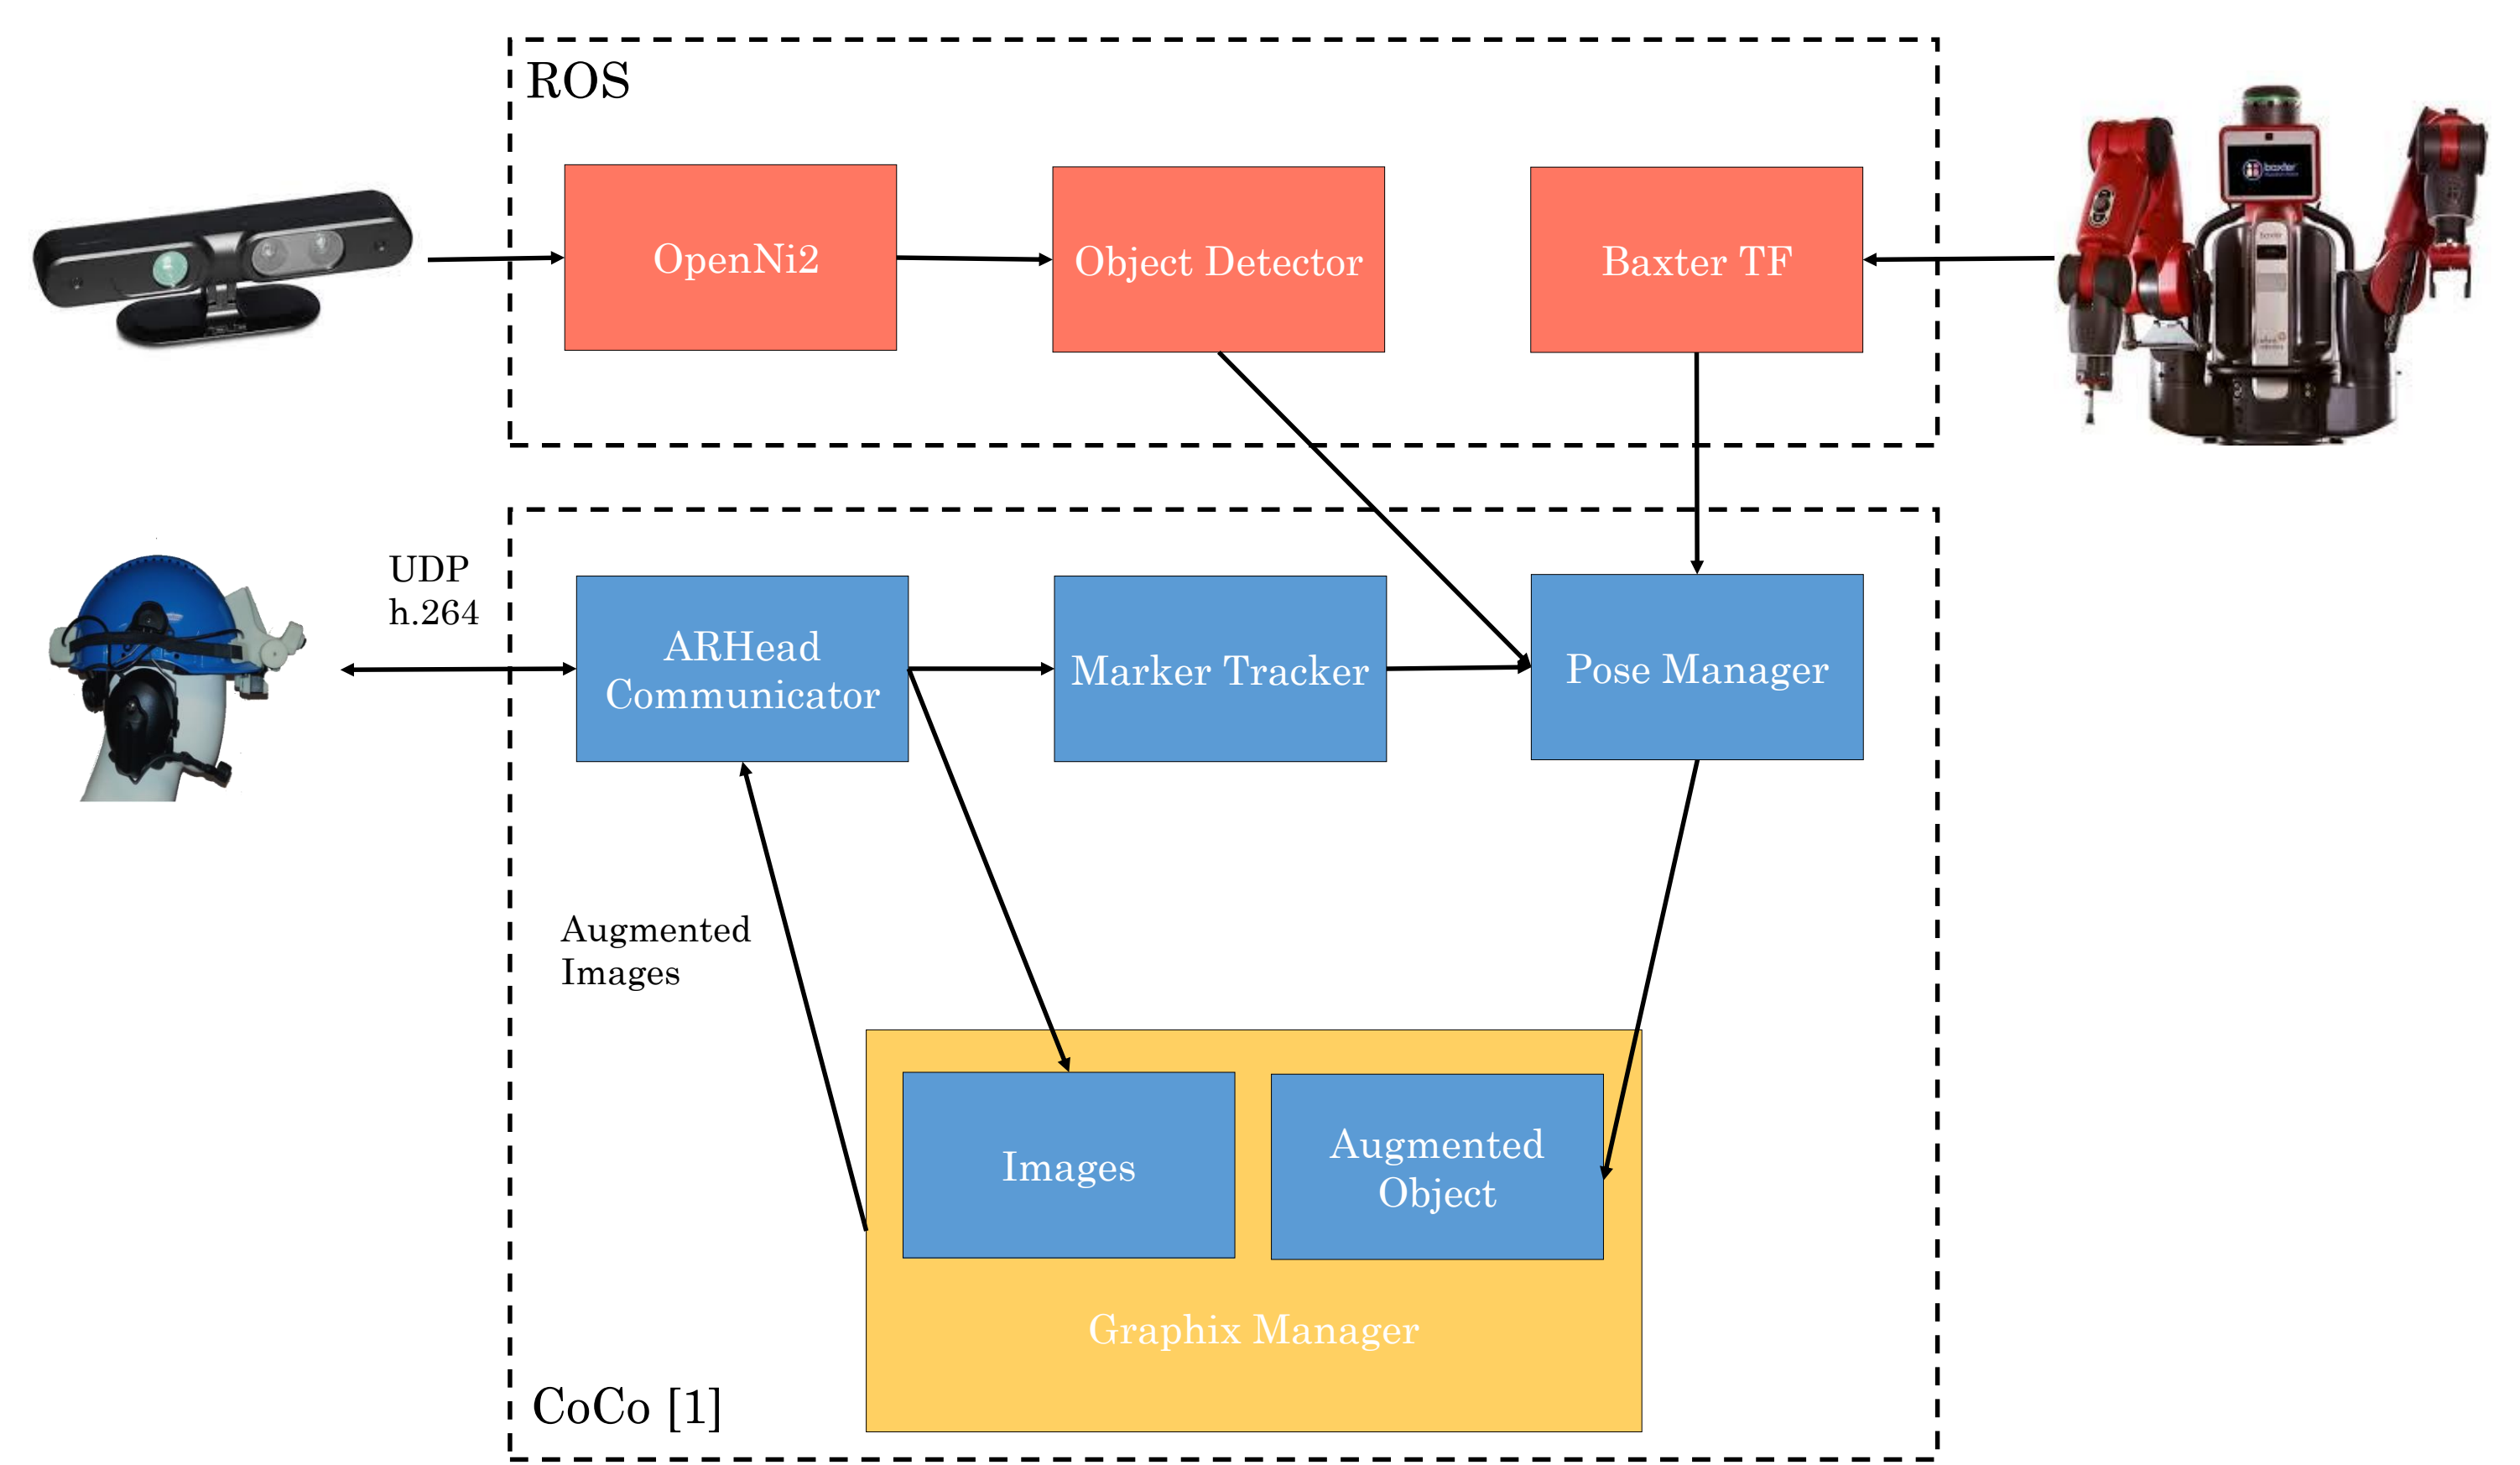 ROS
OpenNi2
Object Detector
Baxter TF
baxter
UDP
h.264
ARHead
Communicator
Marker Tracker
Pose Manager
Augmented
Images
Images
Augmented
Object
Graphix Manager
CoCo [1]